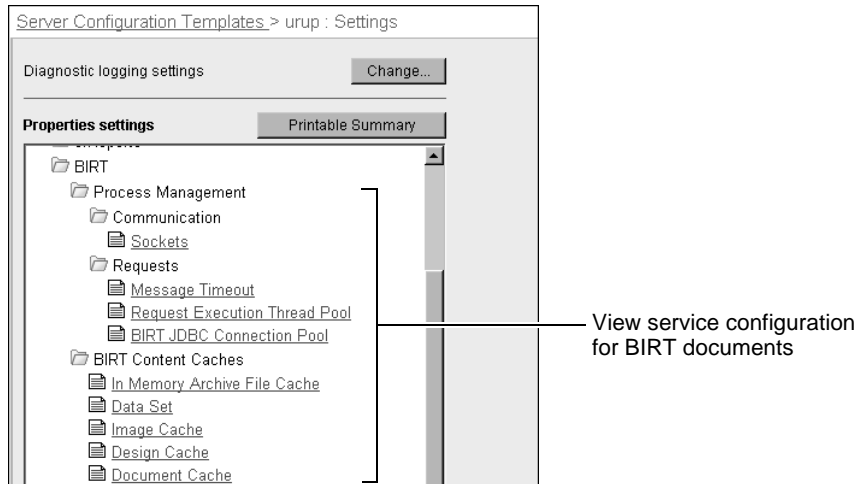 Server Configuration Templates > urup : Settings
Diagnostic logging settings
Change...
Properties settings
Printable Summary
BIRT
Process Management
Communication
Sockets
Requests
Message Timeout
Request Execution Thread Pool
BIRT JDBC Connection Pool
BIRT Content Caches
In Memory Archive File Cache
Data Set
Image Cache
Design Cache
Document Cache
View service configuration
for BIRT documents